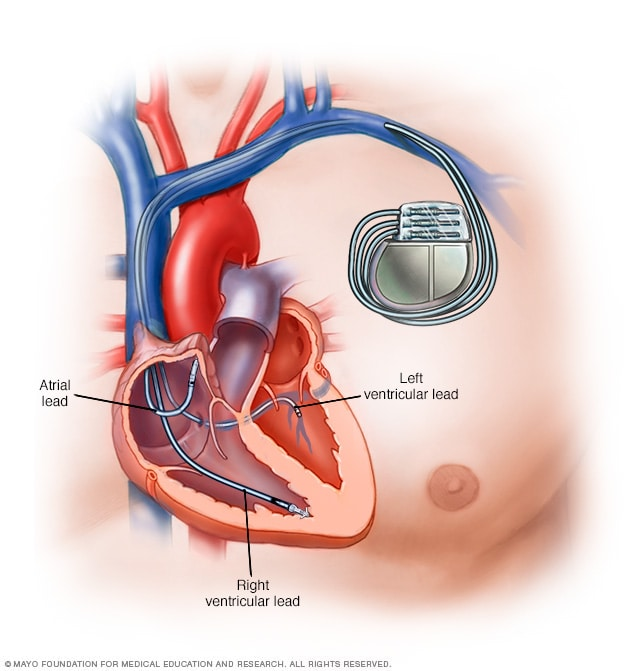 Atrial
lead
Left
ventricular lead
Right
ventricular lead
© MAYO FOUNDATION FOR MEDICAL EDUCATION AND RESEARCH. ALL RIGHTS RESERVED.